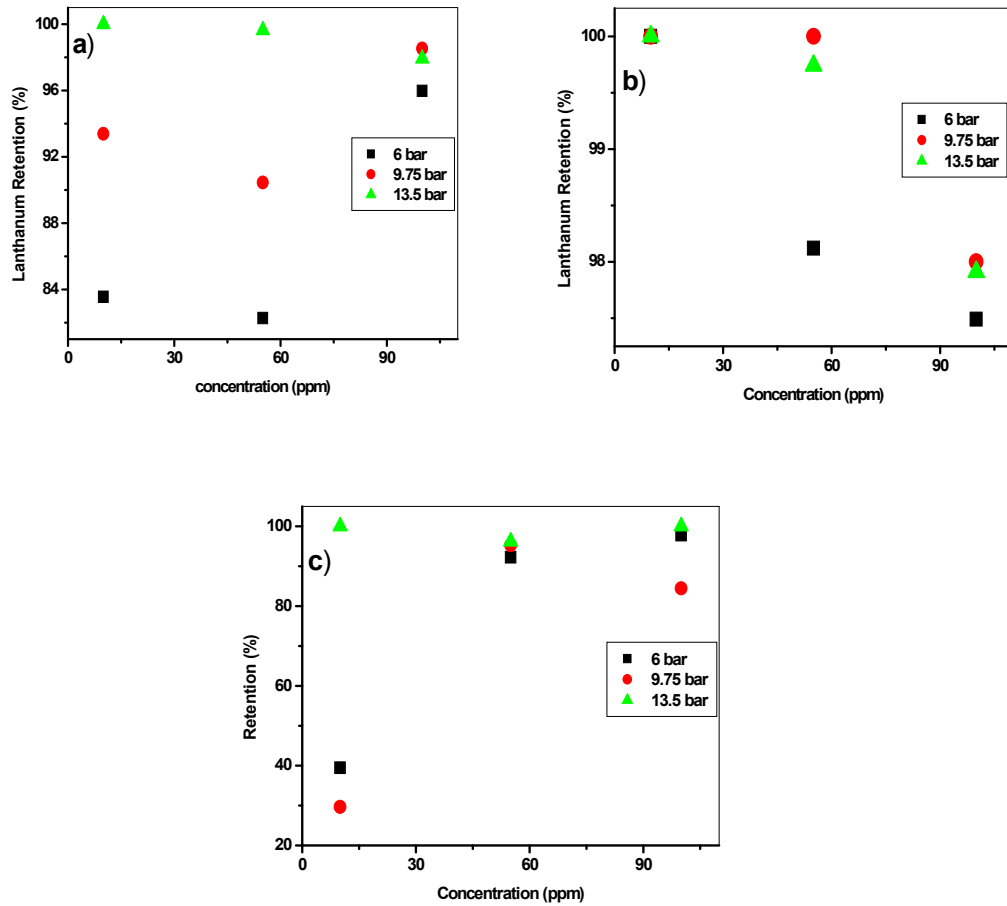 a)
Lanthanum Retention (%)
100
96
92
88
84
0 30 60 90
concentration (ppm)
6 bar
9.75 bar
13.5 bar
b)
Lanthanum Retention (%)
100
99
98
0 30 60 90
Concentration (ppm)
6 bar
9.75 bar
13.5 bar
c)
Retention (%)
100
80
60
40
20
0 30 60 90
Concentration (ppm)
6 bar
9.75 bar
13.5 bar